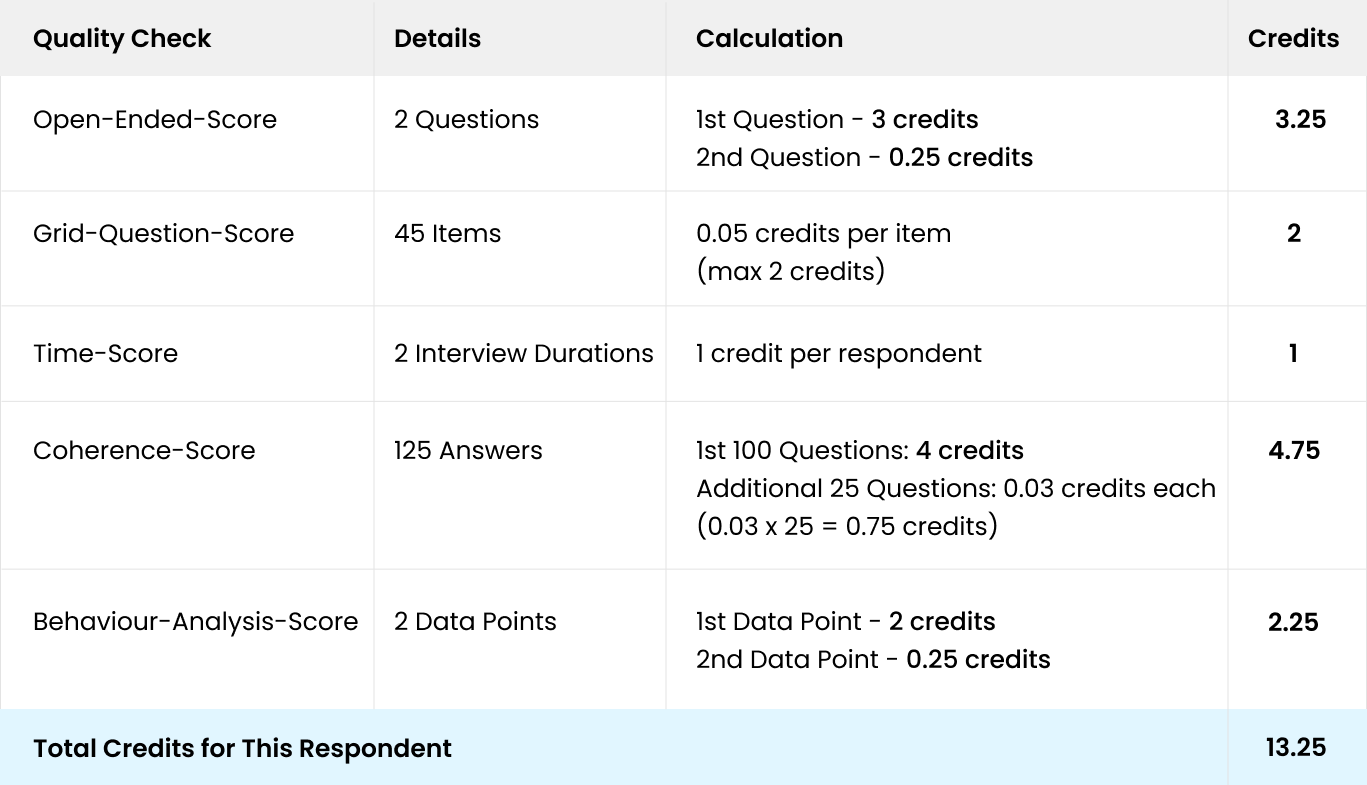 Quality Check Details Calculation Credits
Open-Ended-Score 2 Questions 1st Question - 3 credits 3.25
2nd Question - 0.25 credits
Grid-Question-Score 45 Items 0.05 credits per item 2
(max 2 credits)
Time-Score 2 Interview Durations 1 credit per respondent 1
Coherence-Score 125 Answers 1st 100 Questions: 4 credits 4.75
Additional 25 Questions: 0.03 credits each
(0.03 x 25 = 0.75 credits)
Behaviour-Analysis-Score 2 Data Points 1st Data Point - 2 credits 2.25
2nd Data Point - 0.25 credits
Total Credits for This Respondent 13.25